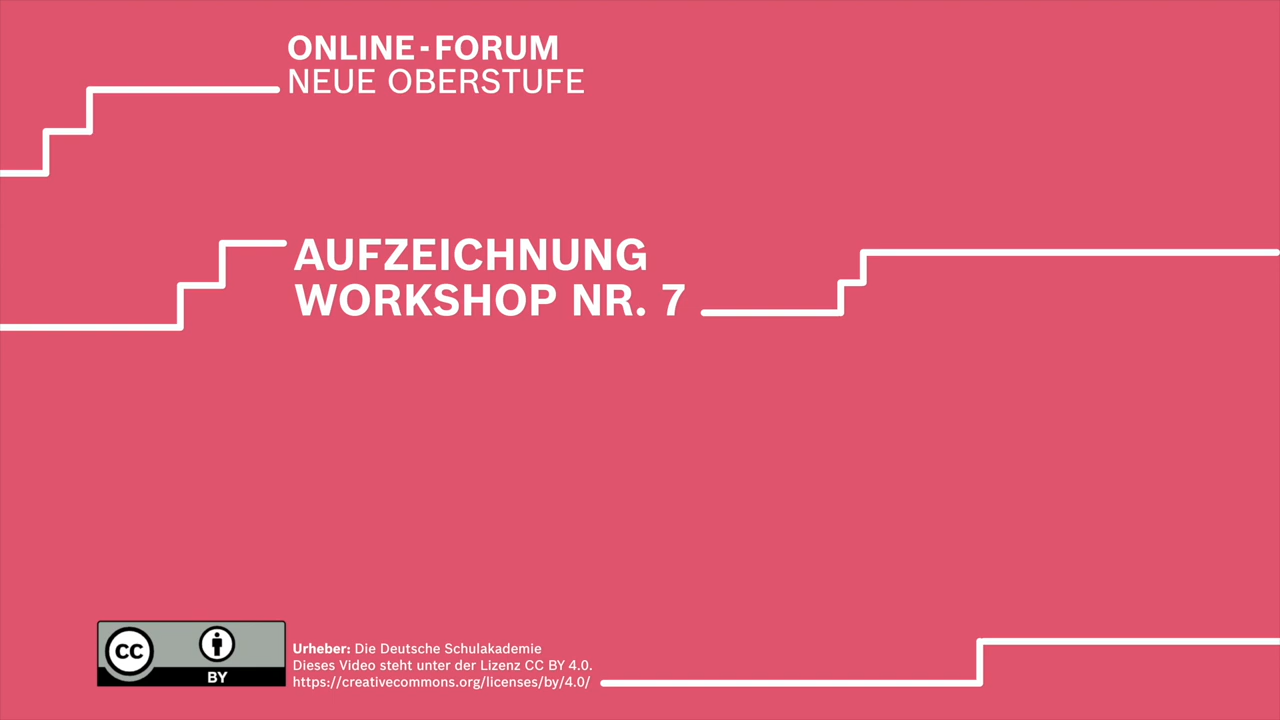 ONLINE-FORUM
NEUE OBERSTUFE
AUFZEICHNUNG
WORKSHOP NR. 7
CC
BY
Urheber: Die Deutsche Schulakademie
Dieses Video steht unter der Lizenz CC BY 4.0.
https://creativecommons.org/licenses/by/4.0/